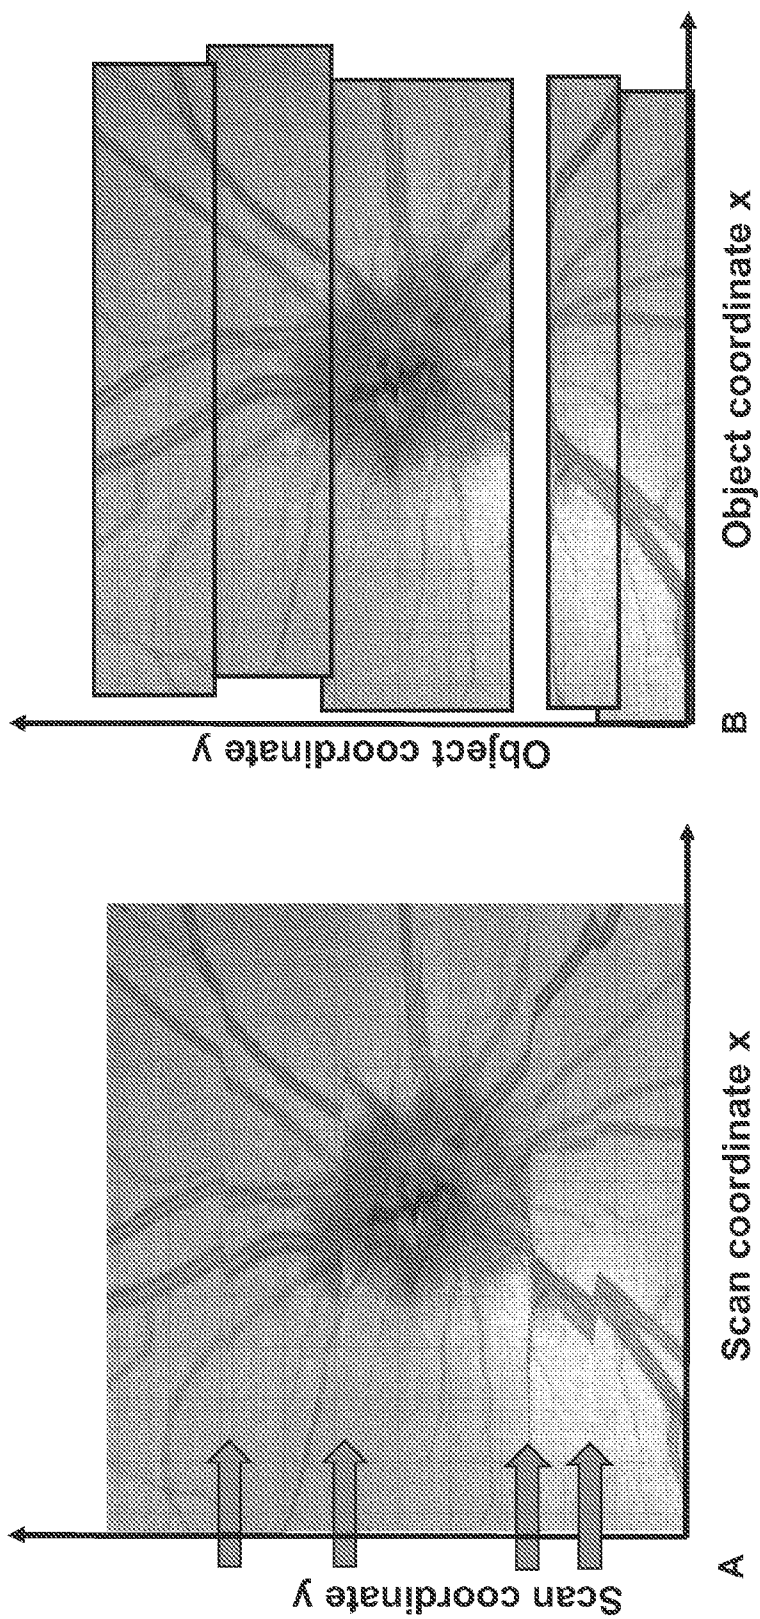 Object coordinate y
B
Object coordinate x
Scan coordinate y
A
Scan coordinate x